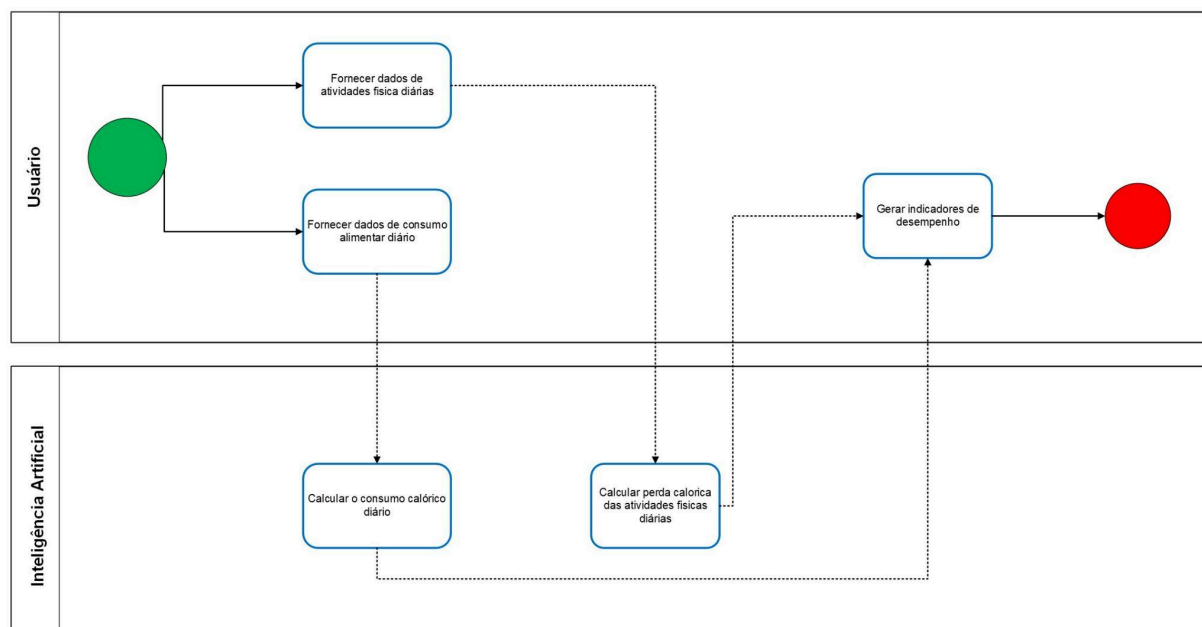 Usuário
Fornecer dados de
atividades fisica diárias
Fornecer dados de consumo
alimentar diário
Gerar indicadores de
desempenho
Inteligência Artificial
Calcular o consumo calórico
diário
Calcular perda calorica
das atividades fisicas
diárias